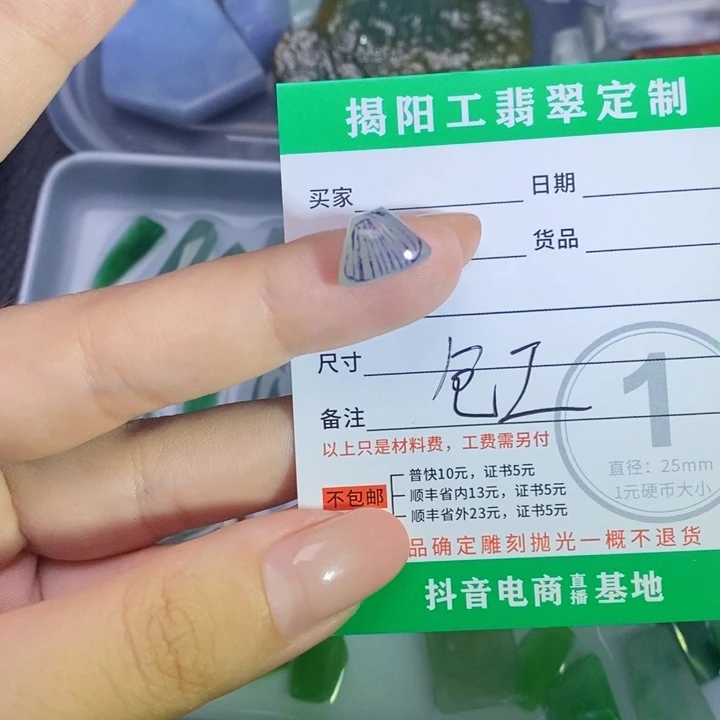 揭阳工翡翠定制
买家 日期
货品
尺寸
包工
备注
1
直径：25mm
1元硬币大小
以上只是材料费，工费需另付
不包邮
普快10元，证书5元
顺丰省内13元，证书5元
顺丰省外23元，证书5元
品确定雕刻抛光一概不退货
抖音电商直播基地